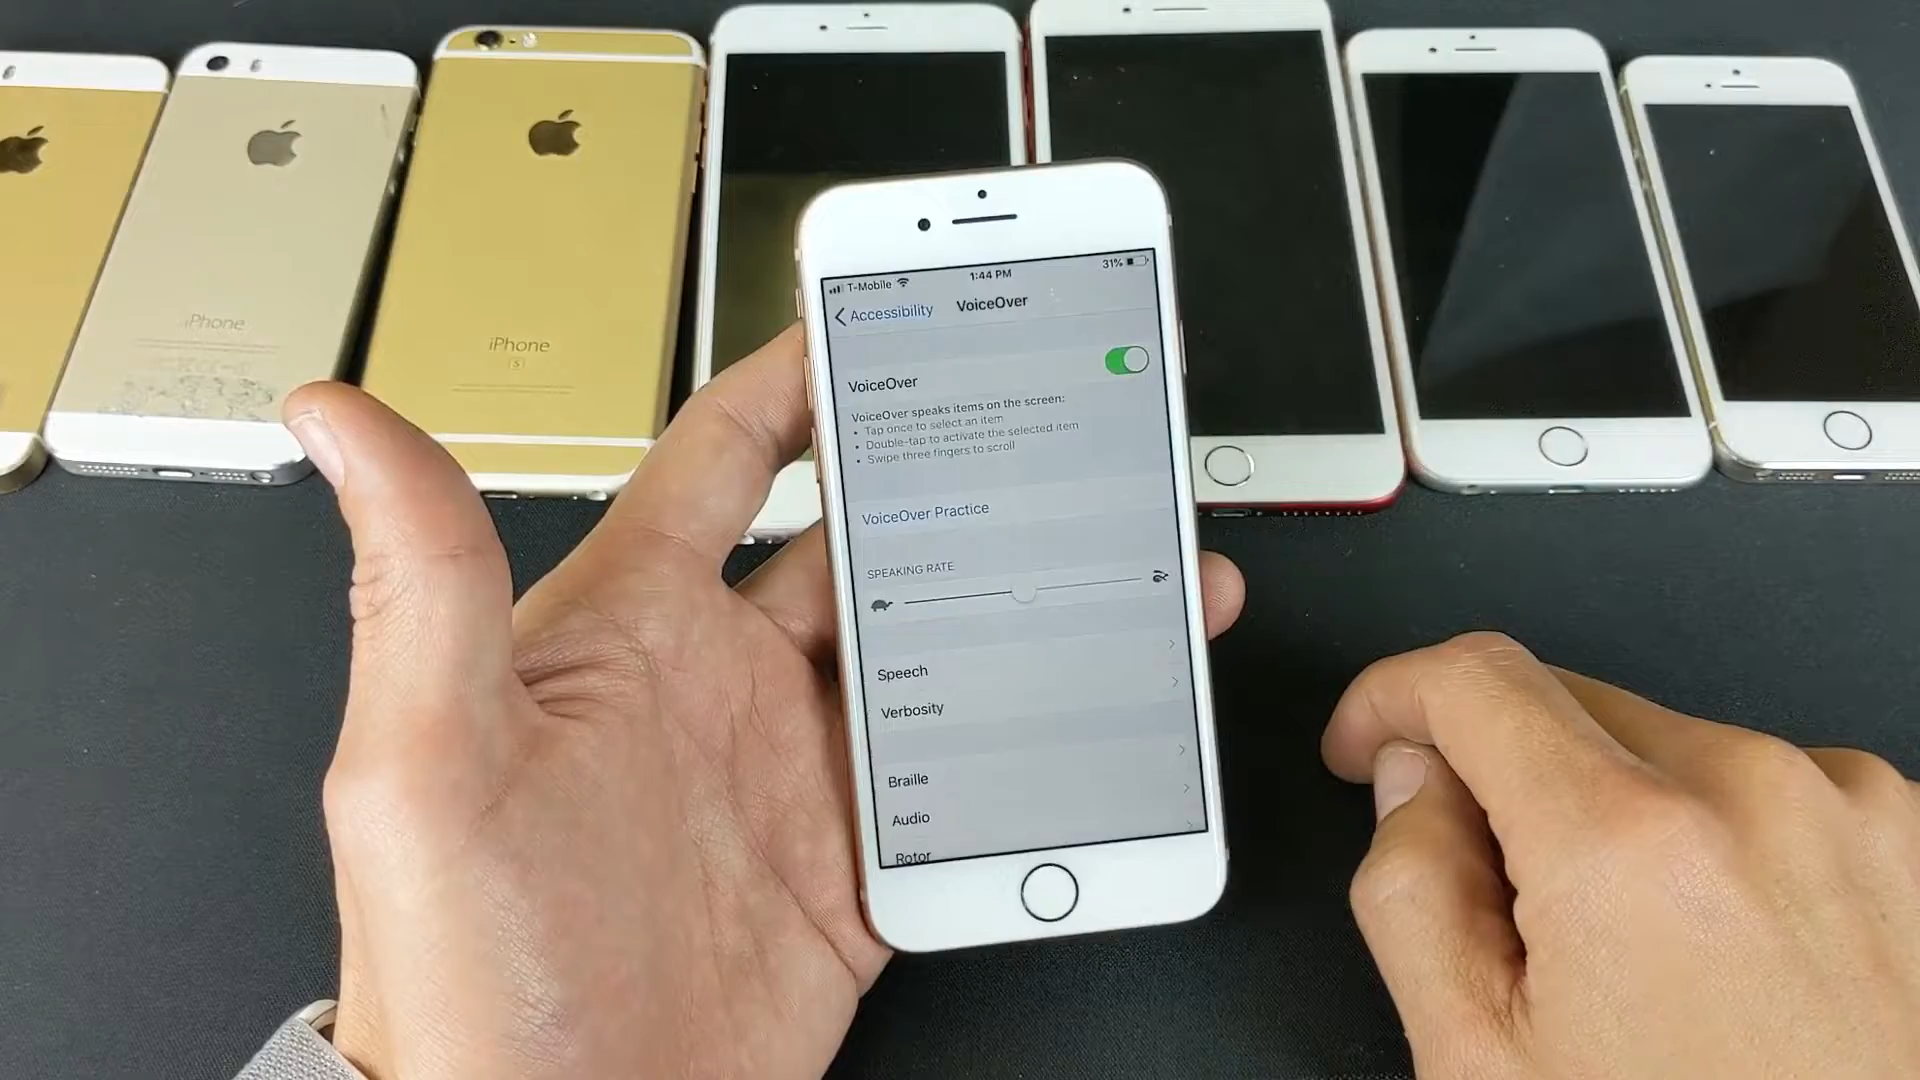 iPhone
iPhone
S
T-Mobile
1:44 PM
31%
Accessibility
VoiceOver
VoiceOver
VoiceOver speaks items on the screen:
• Tap once to select an item
• Double-tap to activate the selected item
• Swipe three fingers to scroll
VoiceOver Practice
SPEAKING RATE
Speech
Verbosity
Braille
Audio
Rotor